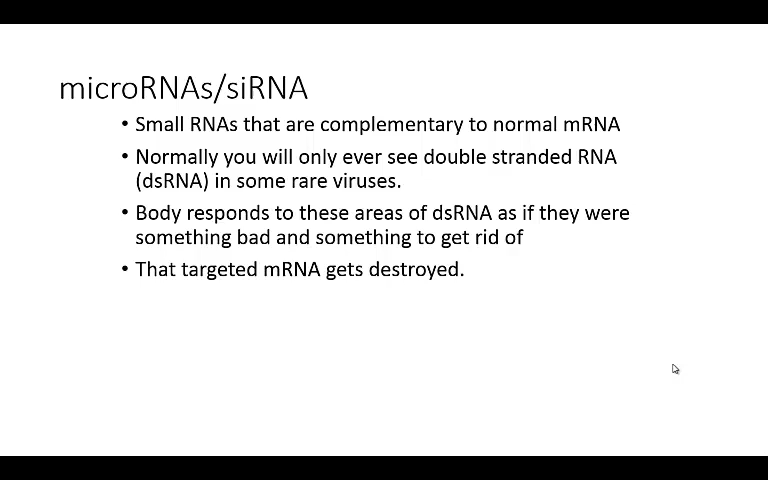 microRNAs/siRNA
• Small RNAs that are complementary to normal mRNA
• Normally you will only ever see double stranded RNA
(dsRNA) in some rare viruses.
• Body responds to these areas of dsRNA as if they were
something bad and something to get rid of
• That targeted mRNA gets destroyed.